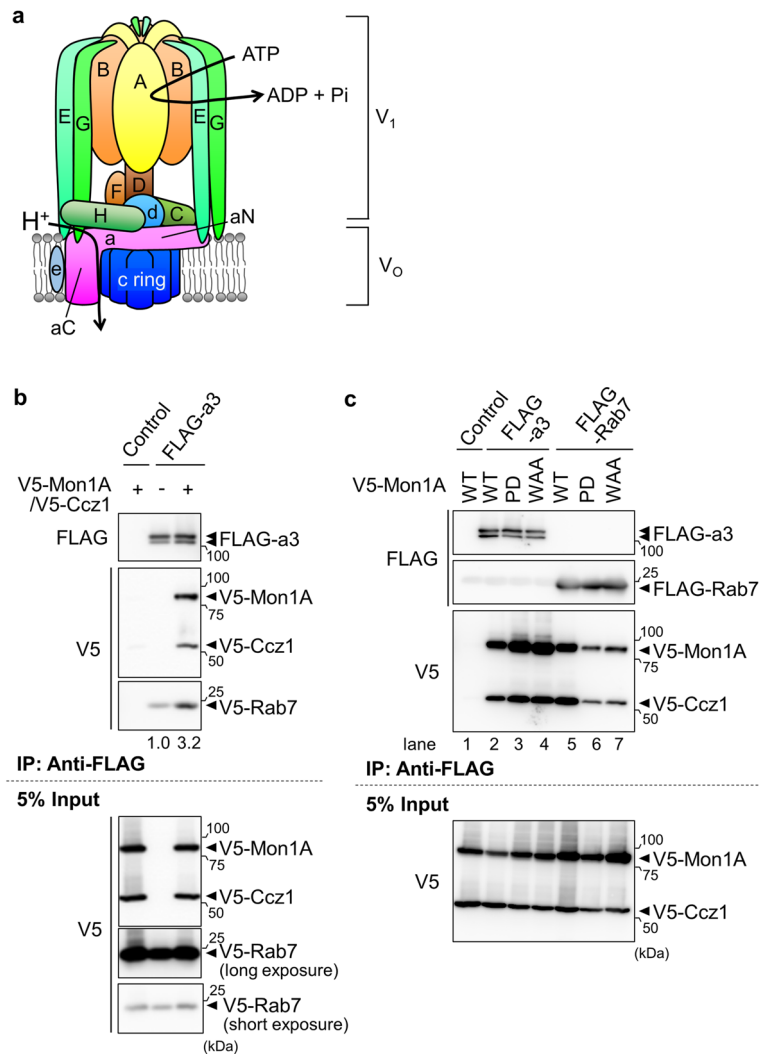 a
ATP
ADP + Pi
B
A
B
E
G
E
G
V1
F
D
H+
H
d
C
aN
a
e
c ring
VO
aC
b
Control
FLAG-a3
V5-Mon1A
/V5-Ccz1
+ - +
FLAG
FLAG-a3
100
100
V5-Mon1A
75
V5
V5-Ccz1
50
25
V5-Rab7
1.0 3.2
IP: Anti-FLAG
5% Input
100
V5-Mon1A
75
V5-Ccz1
50
V5
25
V5-Rab7
(long exposure)
25
V5-Rab7
(short exposure)
(kDa)
c
Control
FLAG
-a3
FLAG
-Rab7
V5-Mon1A
WT WT PD WAA WT PD WAA
FLAG-a3
100
FLAG
25
FLAG-Rab7
100
V5-Mon1A
75
V5
V5-Ccz1
50
lane 1 2 3 4 5 6 7
IP: Anti-FLAG
5% Input
100
V5-Mon1A
75
V5
V5-Ccz1
50
(kDa)